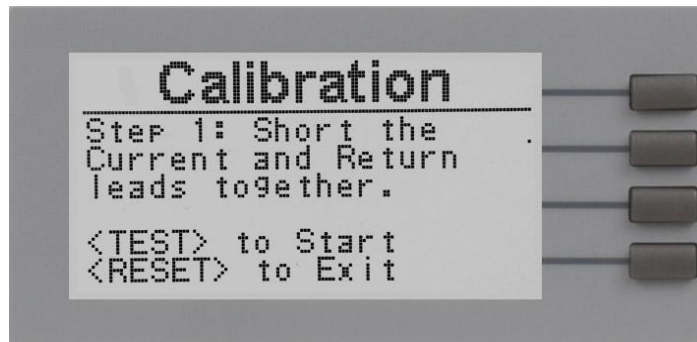 Calibration
Step 1: Short the
Current and Return
leads together.
<TEST> to Start
<RESET> to Exit